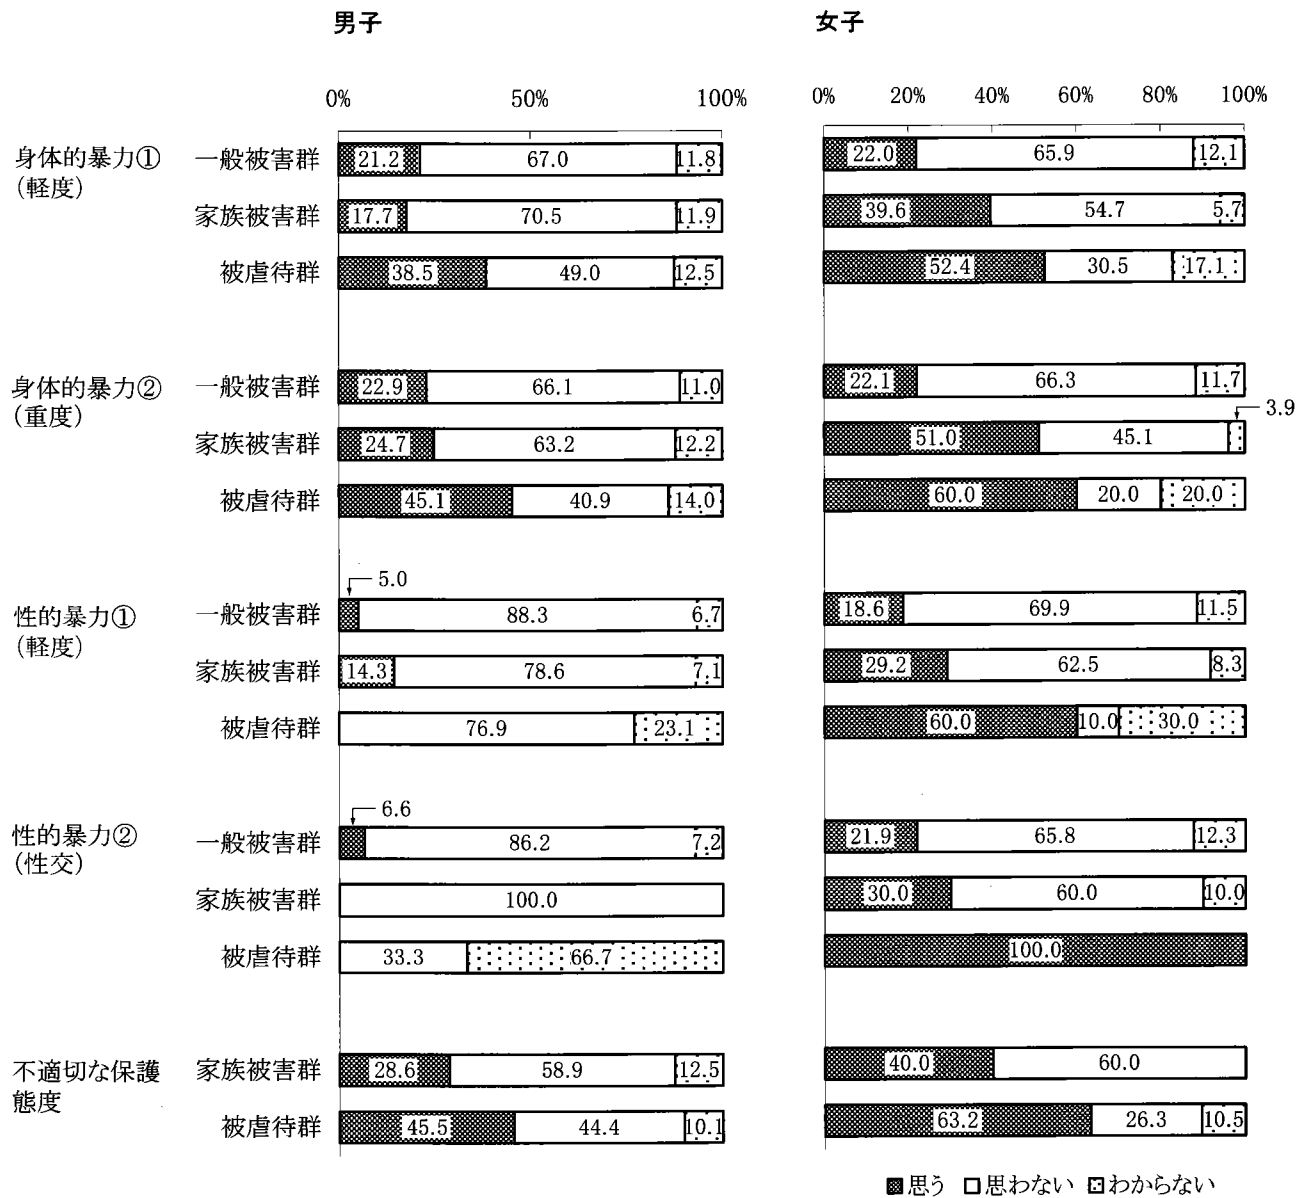 男子 女子
0% 50% 100% 0% 20% 40% 60% 80% 100%
身体的暴力① 一般被害群 21.2 67.0 11.8 22.0 65.9 12.1
(軽度)
家族被害群 17.7 70.5 11.9 39.6 54.7 5.7
被虐待群 38.5 49.0 12.5 52.4 30.5 17.1
身体的暴力② 一般被害群 22.9 66.1 11.0 22.1 66.3 11.7
(重度)
3.9
家族被害群 24.7 63.2 12.2 51.0 45.1
被虐待群 45.1 40.9 14.0 60.0 20.0 20.0
5.0
性的暴力① 一般被害群 88.3 6.7 18.6 69.9 11.5
(軽度)
家族被害群 14.3 78.6 7.1 29.2 62.5 8.3
被虐待群 76.9 23.1 60.0 10.0 30.0
6.6
性的暴力② 一般被害群 86.2 7.2 21.9 65.8 12.3
(性交)
家族被害群 100.0 30.0 60.0 10.0
被虐待群 33.3 66.7 100.0
不適切な保護 家族被害群 28.6 58.9 12.5 40.0 60.0
態度
被虐待群 45.5 44.4 10.1 63.2 26.3 10.5
思う 思わない わからない